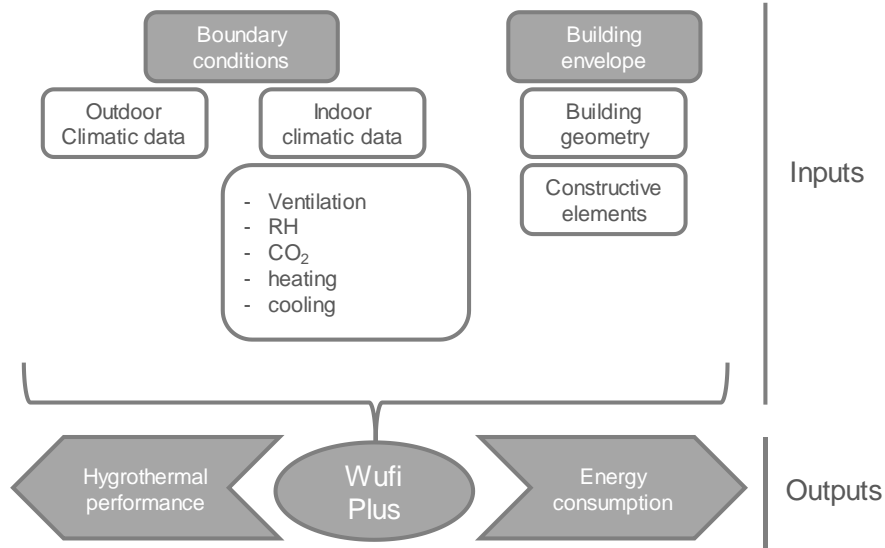 Boundary
conditions
Building
envelope
Outdoor
Climatic data
Indoor
climatic data
Building
geometry
- Ventilation
- RH
- CO₂
- heating
- cooling
Constructive
elements
Inputs
Hygrothermal
performance
Wufi
Plus
Energy
consumption
Outputs